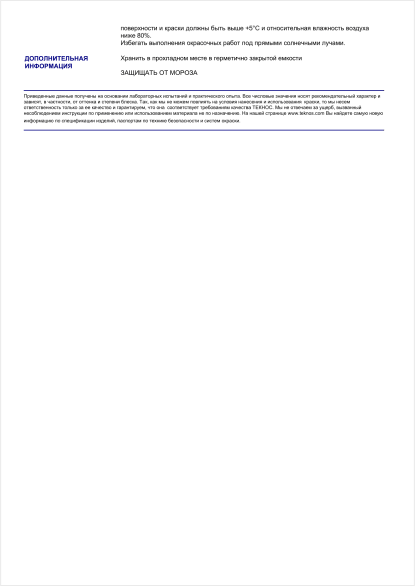 поверхности и краски должны быть выше +5°С и относительная влажность воздуха
ниже 80%.
Избегать выполнения окрасочных работ под прямыми солнечными лучами.
ДОПОЛНИТЕЛЬНАЯ
ИНФОРМАЦИЯ
Хранить в прохладном месте в герметично закрытой емкости
ЗАЩИЩАТЬ ОТ МОРОЗА
Приведенные данные получены на основании лабораторных испытаний и практического опыта. Все числовые значения носят рекомендательный характер и
зависят, в частности, от оттенка и степени блеска. Так, как мы не можем повлиять на условия нанесения и использования краски, то мы несем
ответственность только за ее качество и гарантируем, что она соответствует требованиям качества ТЕКНОС. Мы не отвечаем за ущерб, вызванный
несоблюдением инструкции по применению или использованием материала не по назначению. На нашей странице www.teknos.com Вы найдете самую новую
информацию по спецификации изделий, паспортам по технике безопасности и систем окраски.